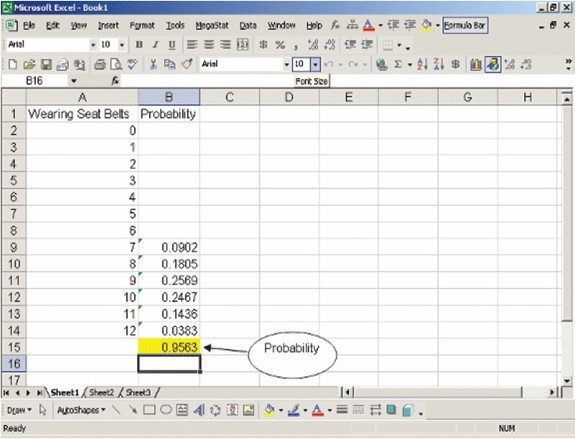 Microsoft Excel - Book1
File Edit View Insert Format Tools MegaStat Data Window Help
Formula Bar
Arial 10 B I U
Arial 10
B16 fx
Font Size
A B C D E F G H
1 Wearing Seat Belts Probability
2 0
3 1
4 2
5 3
6 4
7 5
8 6
9 7 0.0902
10 8 0.1805
11 9 0.2569
12 10 0.2467
13 11 0.1436
14 12 0.0383
15 0.9563 Probability
16
17
Sheet1 Sheet2 Sheet3
Draw AutoShapes
Ready NUM